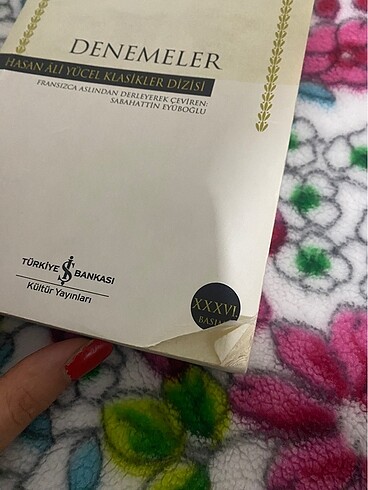 DENEMELER
HASAN ÂLİ YÜCEL KLASİKLER DİZİSİ
FRANSIZCA ASLINDAN DERLEYEREK ÇEVİREN:
SABAHATTİN EYÜBOĞLU
TÜRKİYE İŞ BANKASI
Kültür Yayınları